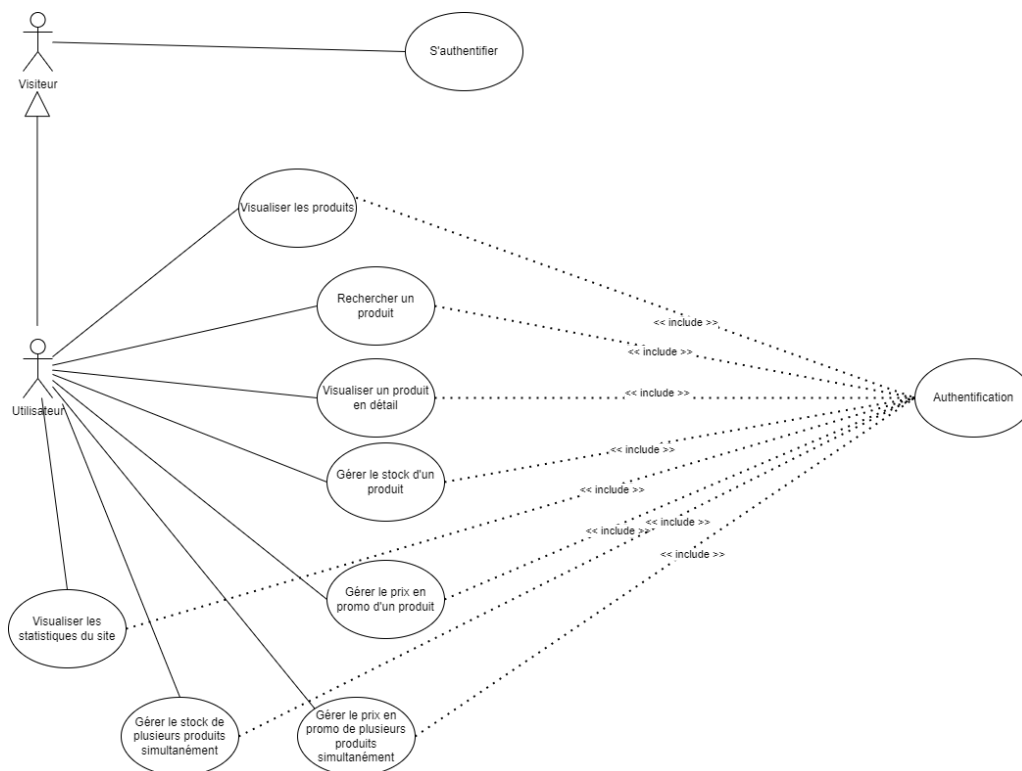 S'authentifier
Visiteur
Visualiser les produits
Rechercher un
produit
<< include >>
<< include >>
Visualiser un produit
en détail
<< include >>
Authentification
Utilisateur
Gérer le stock d'un
produit
<< include >>
<< include >>
<< include >>
<< include >>
<< include >>
Gérer le prix en
promo d'un produit
Visualiser les
statistiques du site
Gérer le stock de
plusieurs produits
simultanément
Gérer le prix en
promo de plusieurs
produits
simultanément